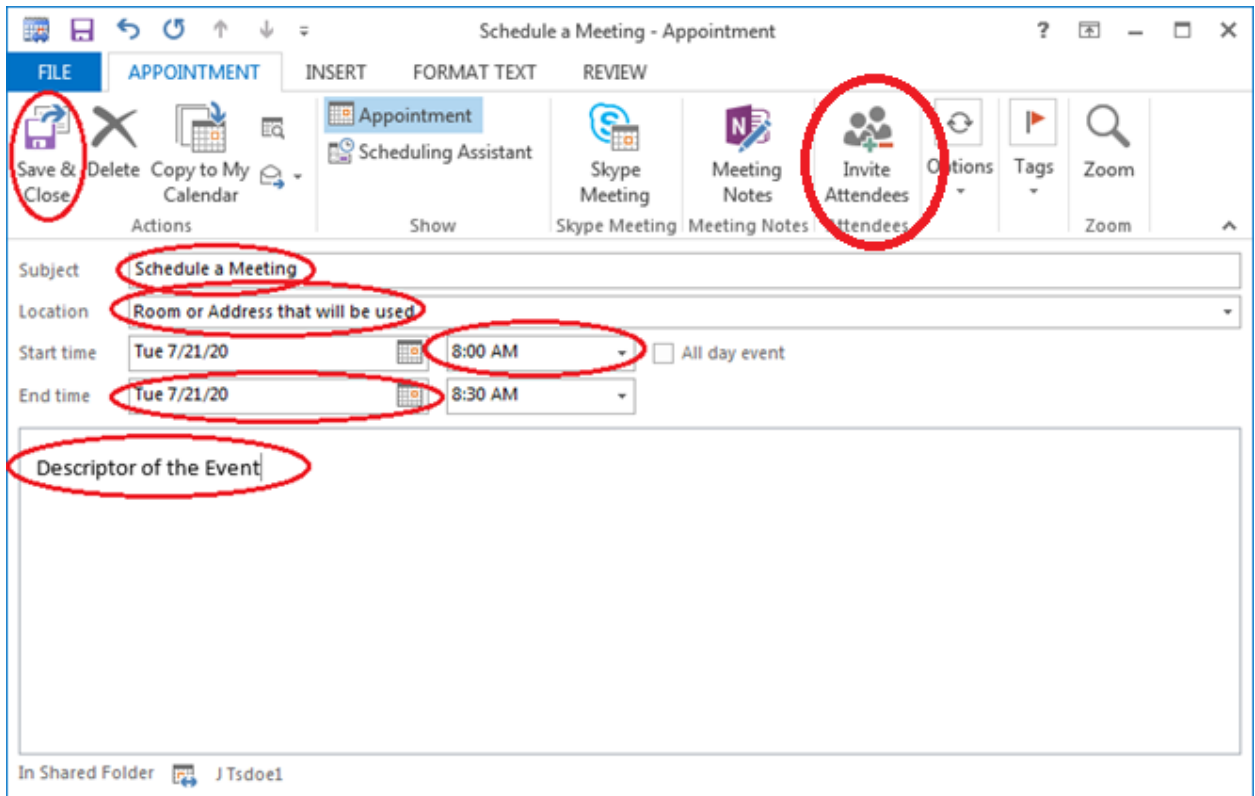 Schedule a Meeting - Appointment
?
FILE APPOINTMENT INSERT FORMAT TEXT REVIEW
Save & Close
Delete
Copy to My Calendar
Actions
Appointment
Scheduling Assistant
Show
Skype Meeting
Skype Meeting
N
Meeting Notes
Meeting Notes
Invite Attendees
Attendees
Options
Tags
Zoom
Zoom
Subject Schedule a Meeting
Location Room or Address that will be used
Start time Tue 7/21/20 8:00 AM All day event
End time Tue 7/21/20 8:30 AM
Descriptor of the Event
In Shared Folder J Tsdoe1